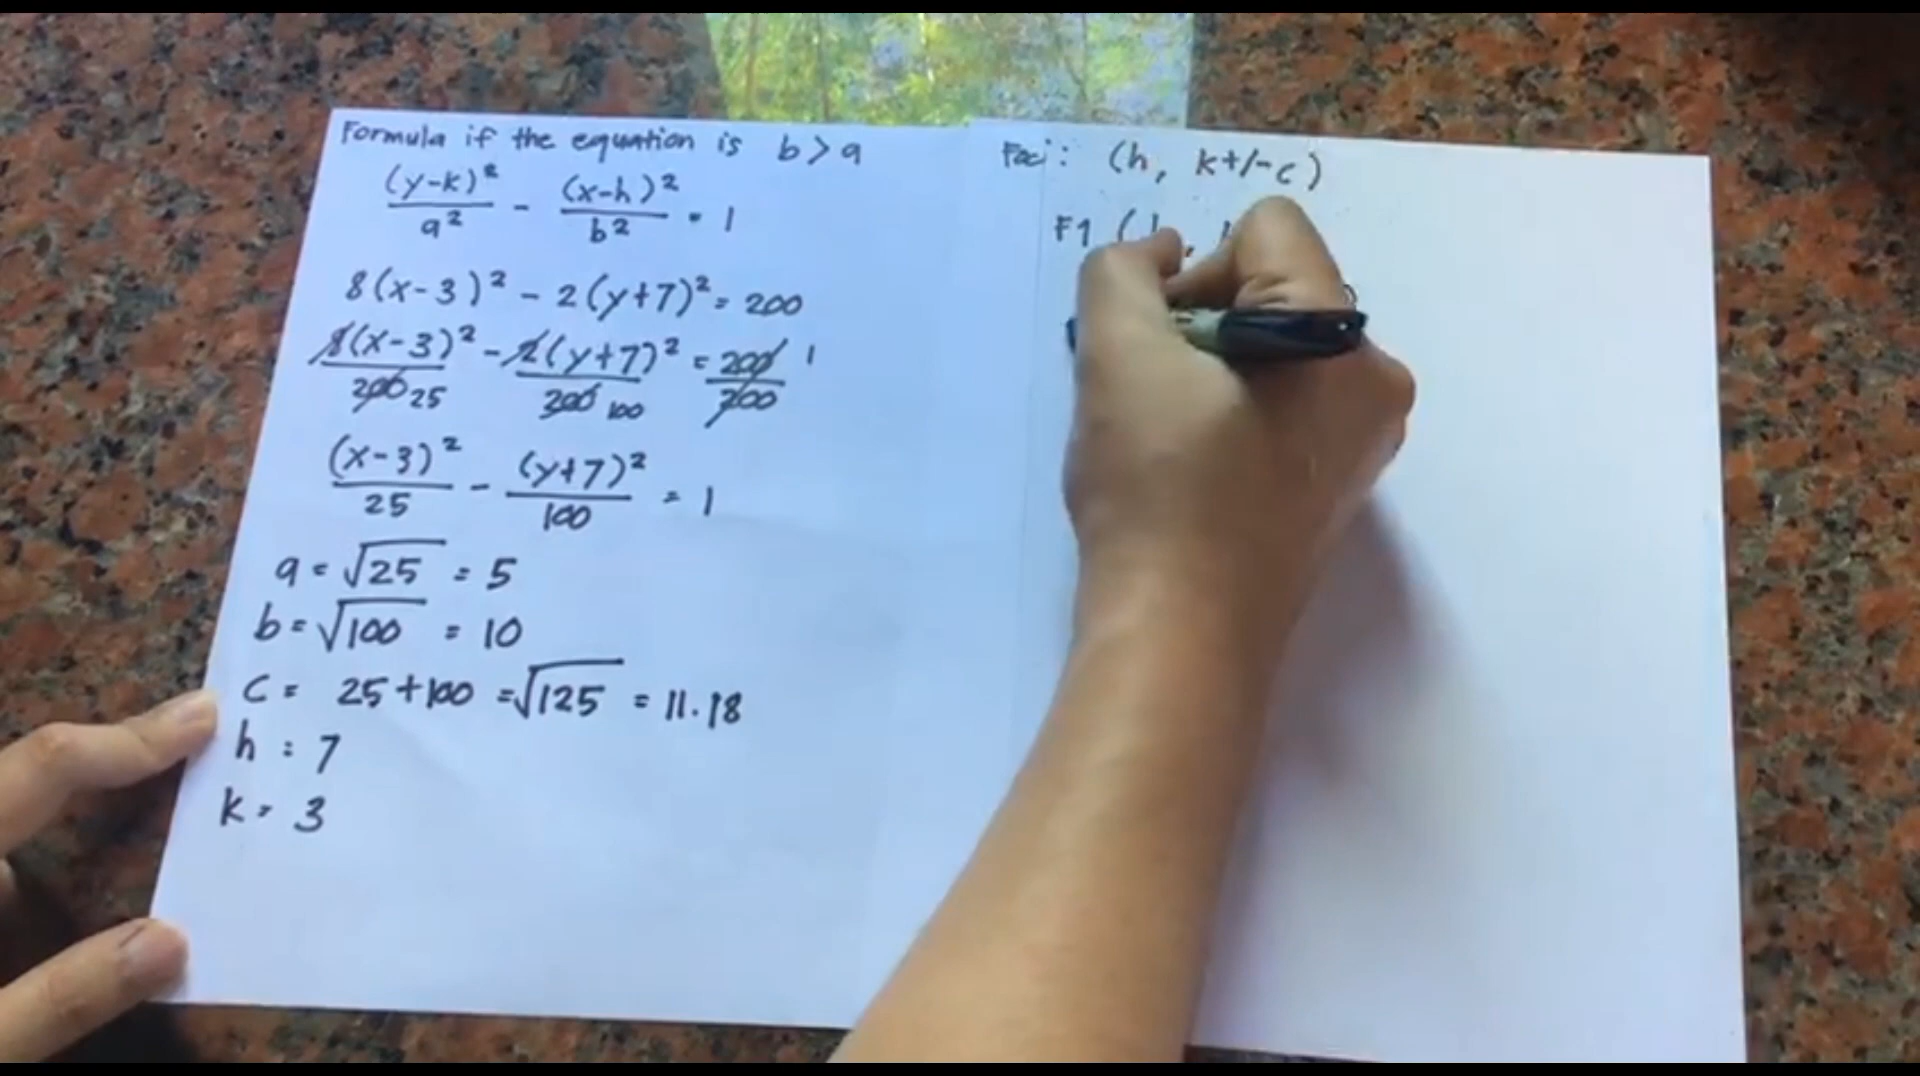 Formula if the equation is b > a
(y-k)²/a² - (x-h)²/b² = 1
8(x-3)² - 2(y+7)² = 200
8(x-3)²/200 25 - 2(y+7)²/200 100 = 200/200 1
(x-3)²/25 - (y+7)²/100 = 1
a = √25 = 5
b = √100 = 10
c = 25+100 = √125 = 11.18
h = 7
k = 3
Foci: (h, k+/-c)
F1 (